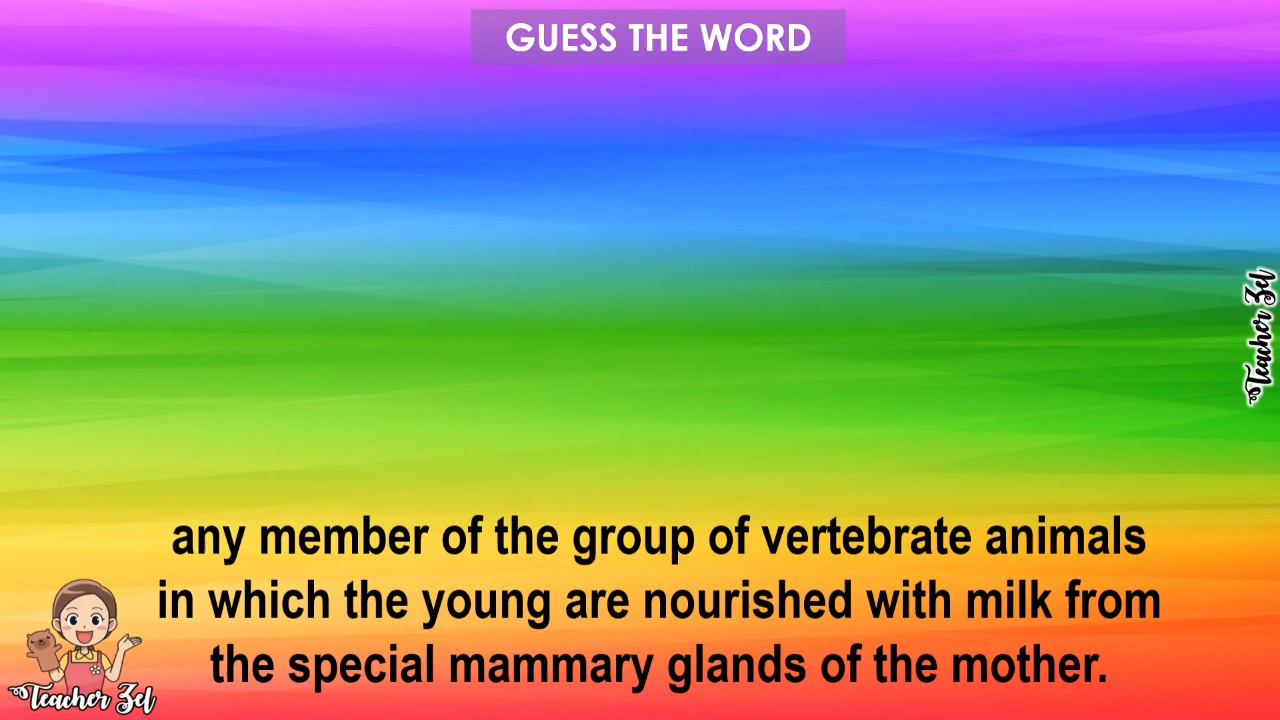 GUESS THE WORD
Teacher Zel
any member of the group of vertebrate animals
in which the young are nourished with milk from
the special mammary glands of the mother.
Teacher Zel